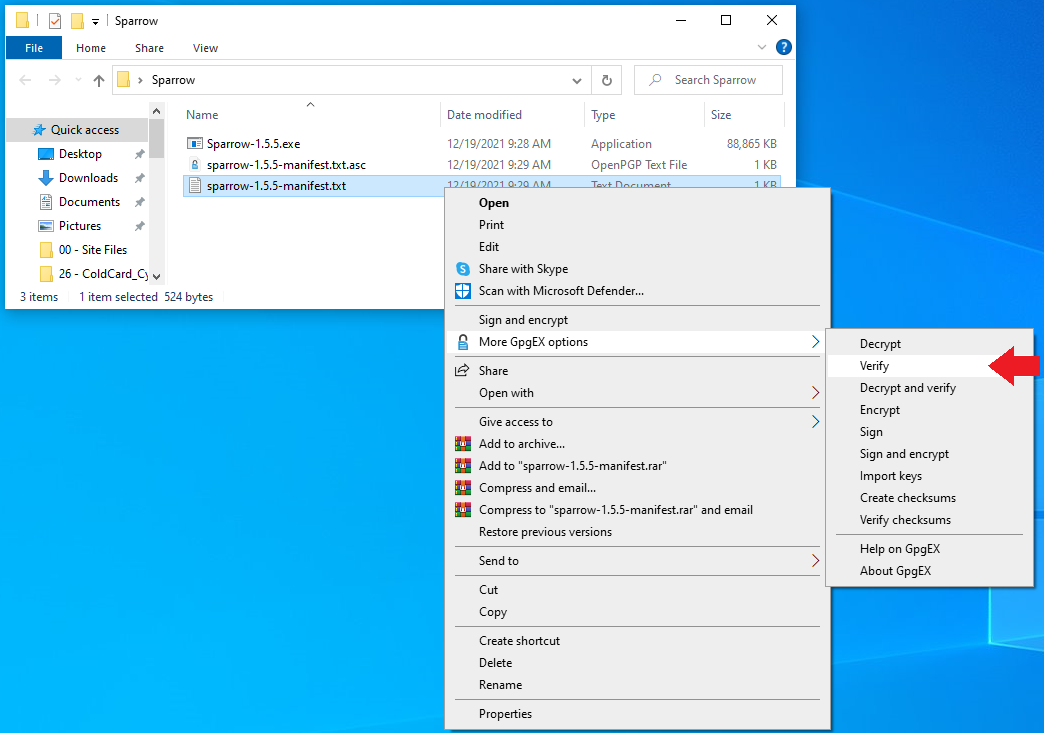 Sparrow
File Home Share View
Sparrow
Search Sparrow
Name Date modified Type Size
Quick access
Desktop
Downloads
Documents
Pictures
00 - Site Files
26 - ColdCard_Cy
Sparrow-1.5.5.exe 12/19/2021 9:28 AM Application 88,865 KB
sparrow-1.5.5-manifest.txt.asc 12/19/2021 9:29 AM OpenPGP Text File 1 KB
sparrow-1.5.5-manifest.txt 12/19/2021 9:29 AM Text Document 1 KB
3 items 1 item selected 524 bytes
Open
Print
Edit
Share with Skype
Scan with Microsoft Defender...
Sign and encrypt
More GpgEX options
Share
Open with
Give access to
Add to archive...
Add to "sparrow-1.5.5-manifest.rar"
Compress and email...
Compress to "sparrow-1.5.5-manifest.rar" and email
Restore previous versions
Send to
Cut
Copy
Create shortcut
Delete
Rename
Properties
Decrypt
Verify
Decrypt and verify
Encrypt
Sign
Sign and encrypt
Import keys
Create checksums
Verify checksums
Help on GpgEX
About GpgEX